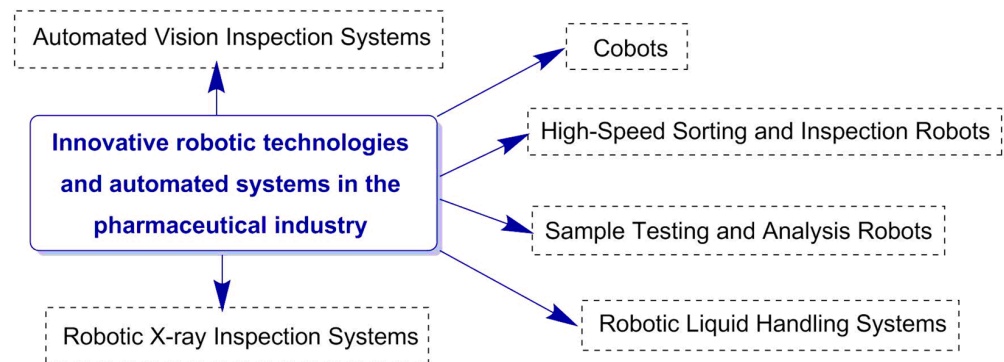 Automated Vision Inspection Systems
Cobots
Innovative robotic technologies
and automated systems in the
pharmaceutical industry
High-Speed Sorting and Inspection Robots
Sample Testing and Analysis Robots
Robotic X-ray Inspection Systems
Robotic Liquid Handling Systems